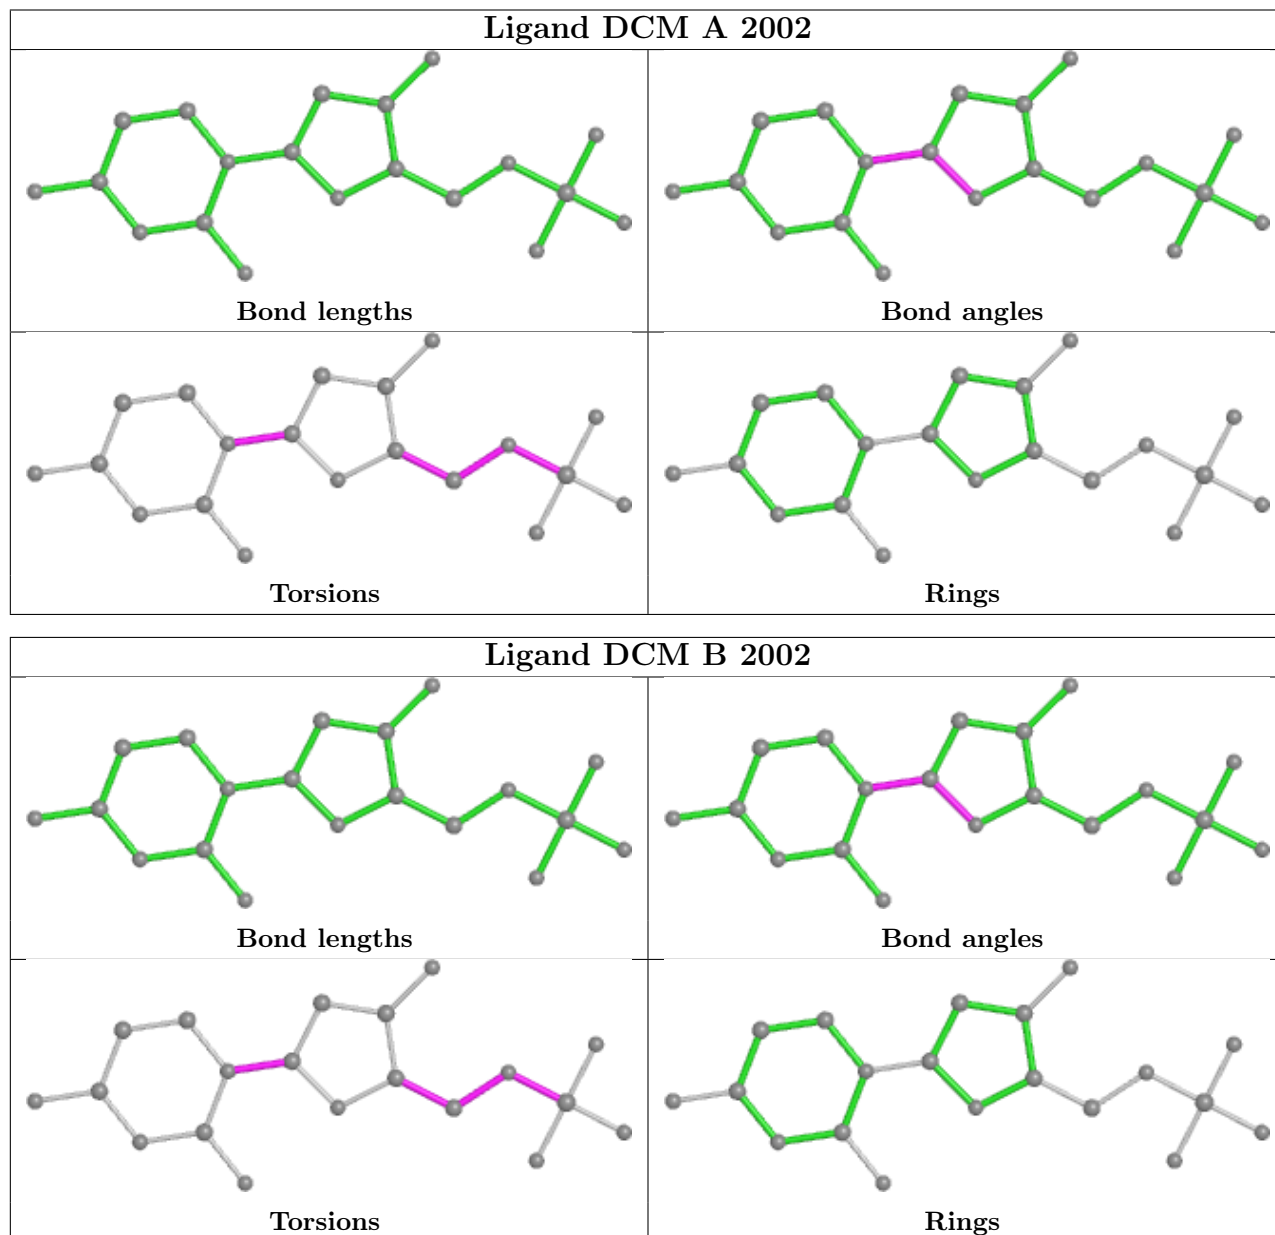 Ligand DCM A 2002
Bond lengths
Bond angles
Torsions
Rings
Ligand DCM B 2002
Bond lengths
Bond angles
Torsions
Rings